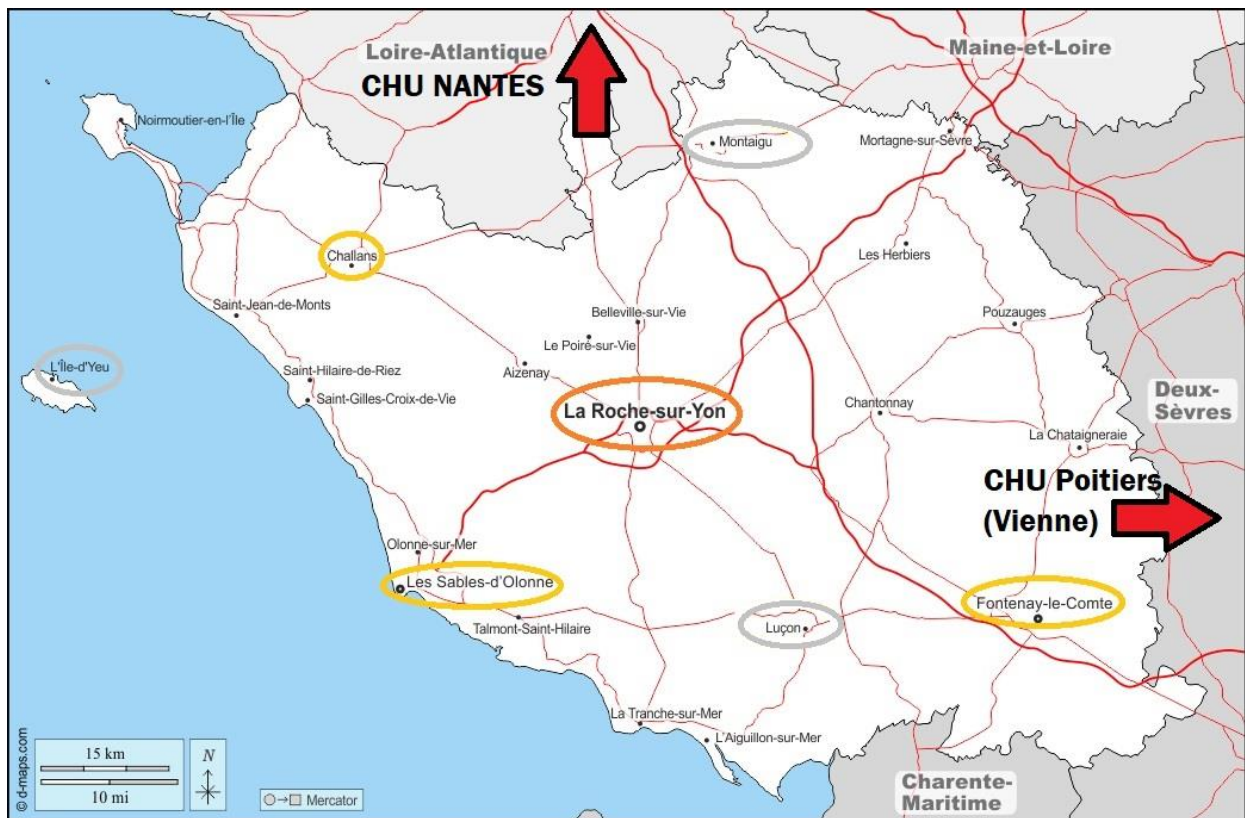 Loire-Atlantique
CHU NANTES
Maine-et-Loire
Noirmoutier-en-l'Île
Montaigu
Mortagne-sur-Sèvre
Challans
Les Herbiers
Saint-Jean-de-Monts
Belleville-sur-Vie
Pouzauges
Le Poiré-sur-Vie
L'Île-d'Yeu
Saint-Hilaire-de-Riez
Aizenay
Saint-Gilles-Croix-de-Vie
La Roche-sur-Yon
Chantonnay
Deux-
Sèvres
La Chataigneraie
CHU Poitiers
(Vienne)
Olonne-sur-Mer
Les Sables-d'Olonne
Fontenay-le-Comte
Talmont-Saint-Hilaire
Luçon
La Tranche-sur-Mer
L'Aiguillon-sur-Mer
Charente-
Maritime
15 km
10 mi
N
Mercator
© d-maps.com